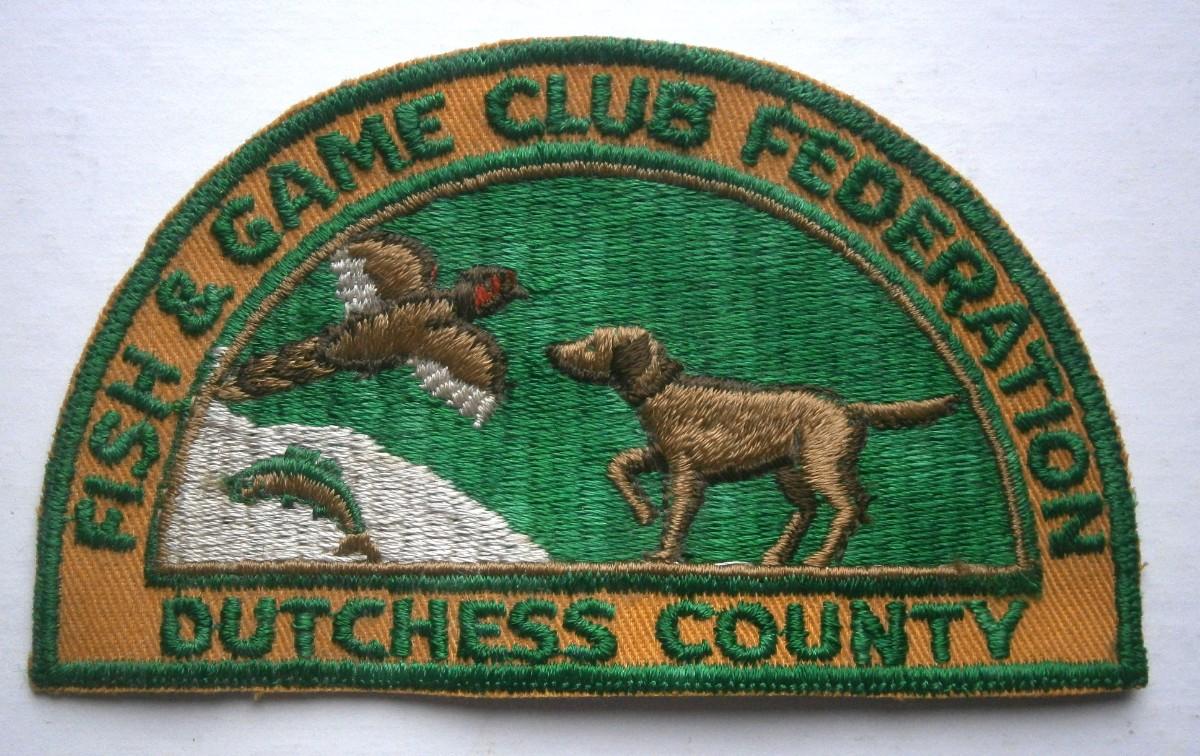 FISH & GAME CLUB FEDERATION
DUTCHESS COUNTY